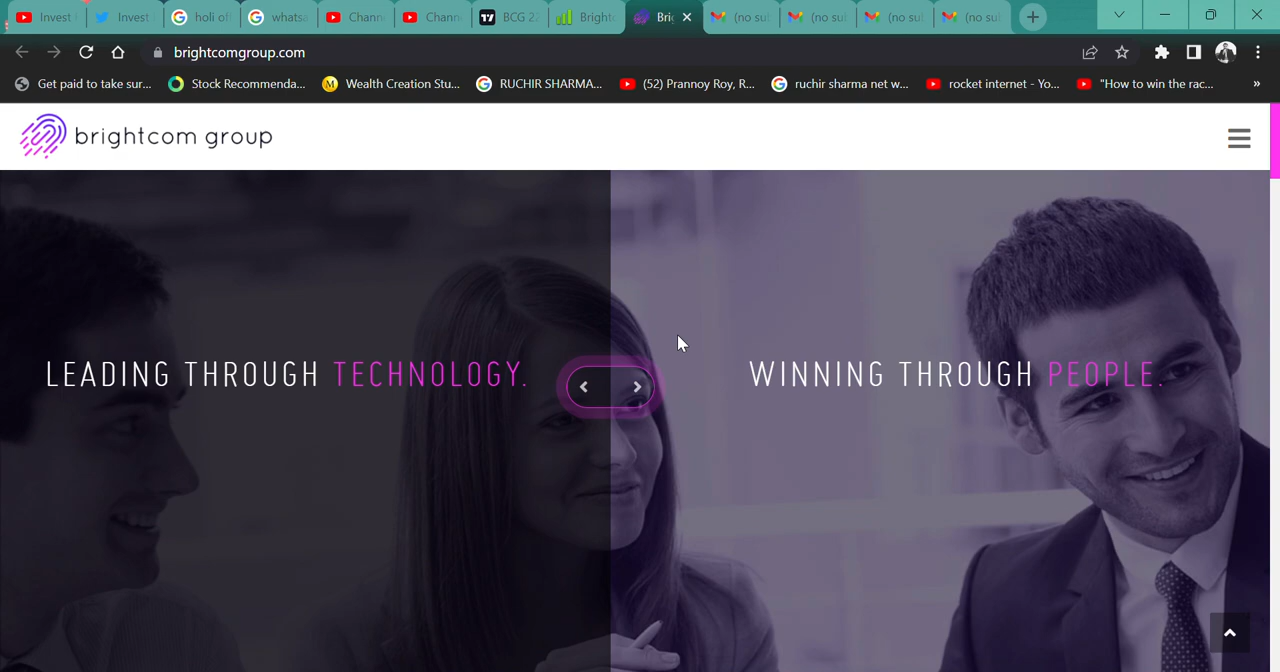 Invest
Invest
holi of
whatsa
Chann
Chann
BCG 22
Bright
Bri
(no su
(no su
(no su
(no sul
brightcomgroup.com
Get paid to take sur...
Stock Recommenda...
Wealth Creation Stu...
RUCHIR SHARMA...
(52) Prannoy Roy, R...
ruchir sharma net w...
rocket internet - Yo...
"How to win the rac...
»
brightcom group
LEADING THROUGH TECHNOLOGY.
WINNING THROUGH PEOPLE.